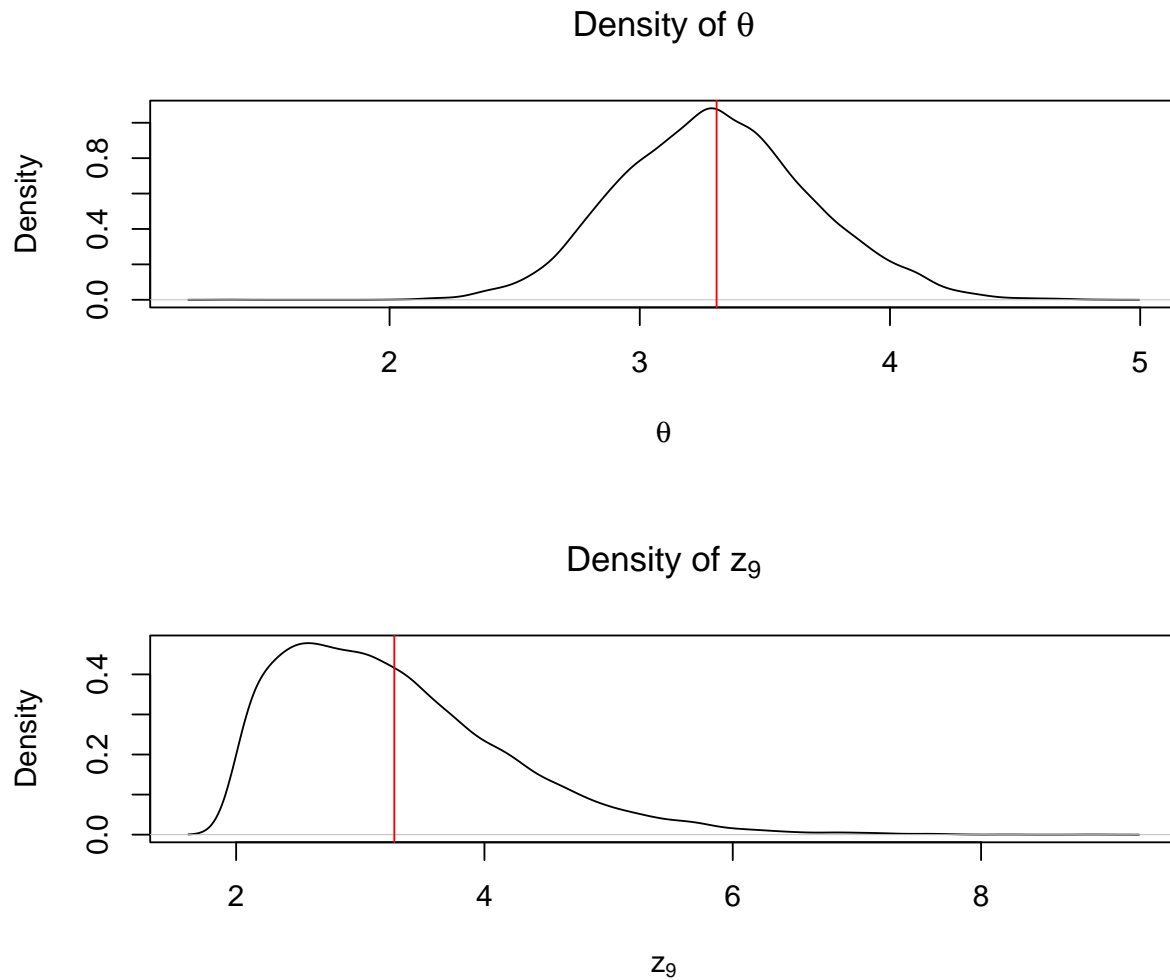 Density of θ
Density
0.0 0.4 0.8
2 3 4 5
θ
Density of z₉
Density
0.0 0.2 0.4
2 4 6 8
z₉